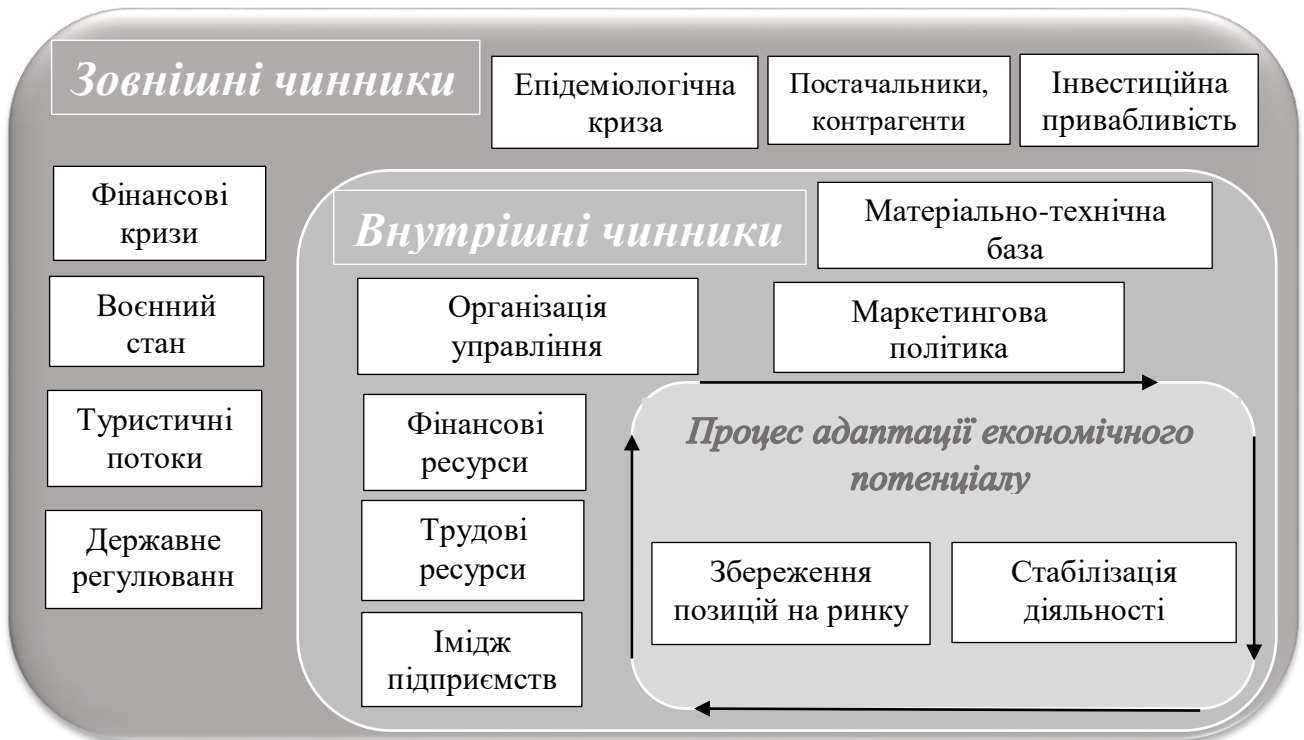 Зовнішні чинники
Епідеміологічна
криза
Постачальники,
контрагенти
Інвестиційна
привабливість
Фінансові
кризи
Воєнний
стан
Туристичні
потоки
Державне
регулюванн
Внутрішні чинники
Матеріально-технічна
база
Організація
управління
Маркетингова
політика
Фінансові
ресурси
Трудові
ресурси
Імідж
підприємств
Процес адаптації економічного
потенціалу
Збереження
позицій на ринку
Стабілізація
діяльності